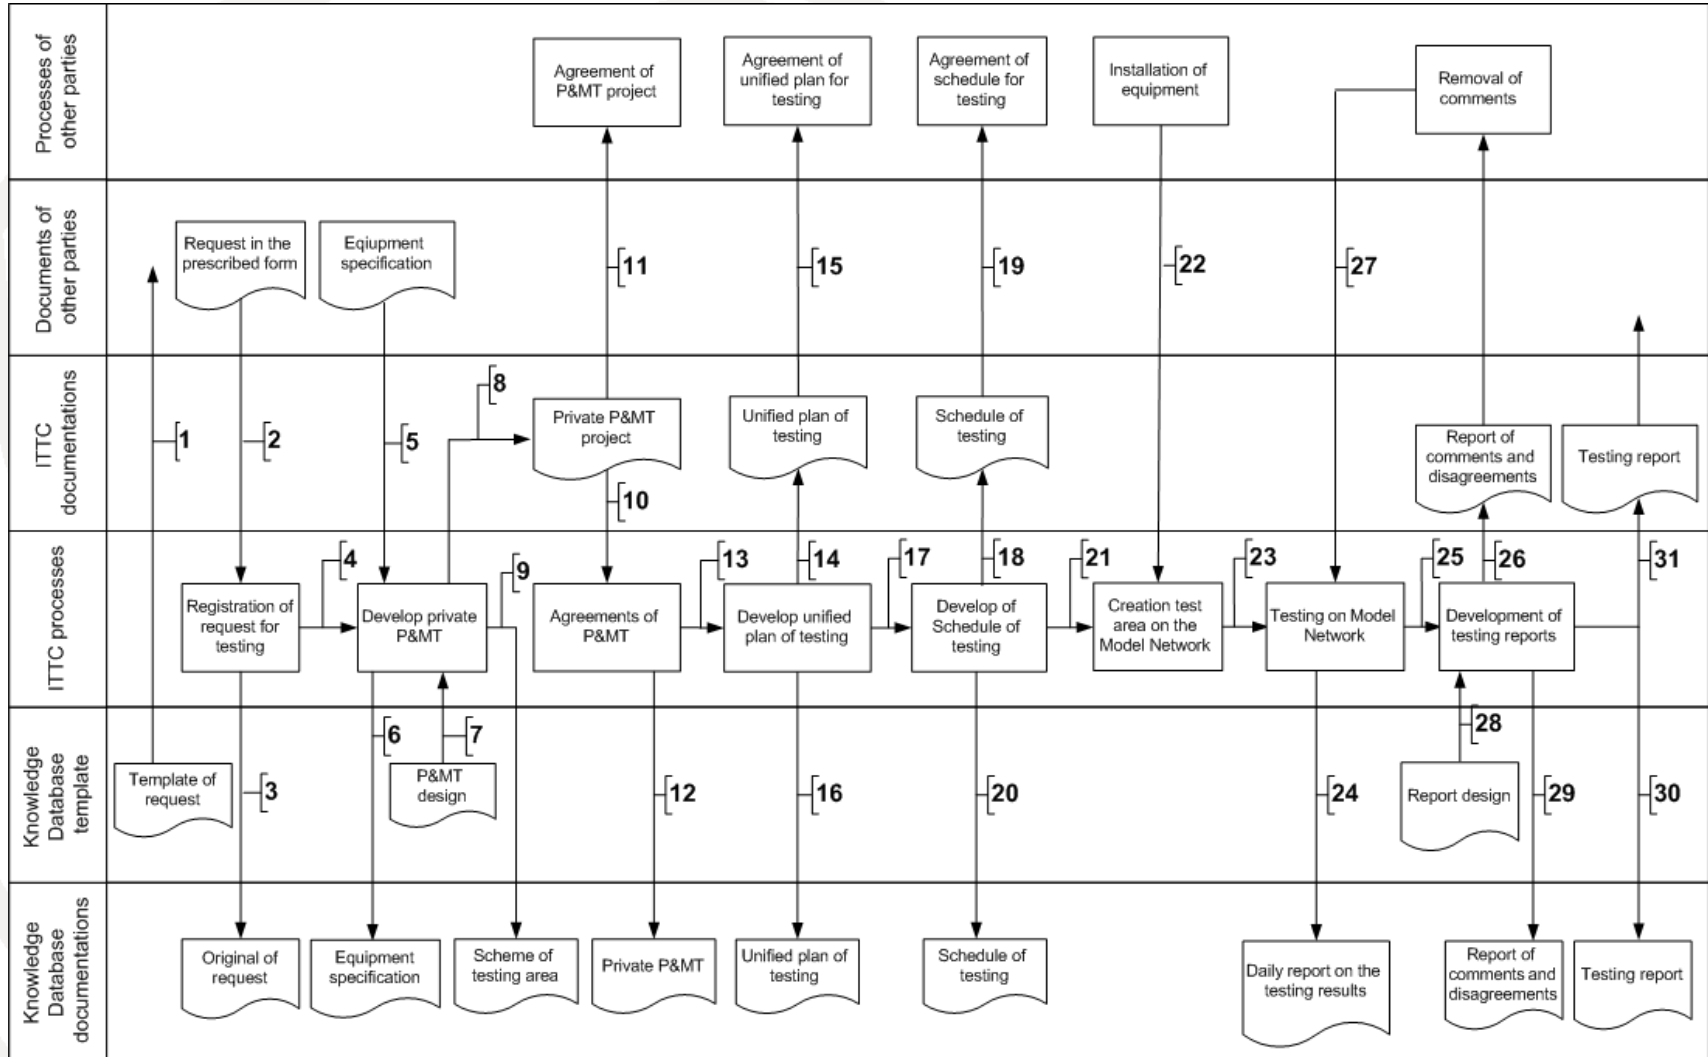 Processes of
other parties
Agreement of
P&MT project
Agreement of
unified plan for
testing
Agreement of
schedule for
testing
Installation of
equipment
Removal of
comments
Documents of
other parties
Request in the
prescribed form
Eqiupment
specification
11
15
19
22
27
ITTC
documentations
1
2
5
8
Private P&MT
project
10
Unified plan of
testing
Schedule of
testing
Report of
comments and
disagreements
Testing report
ITTC processes
Registration of
request for
testing
4
Develop private
P&MT
9
Agreements of
P&MT
13
14
Develop unified
plan of testing
17
18
Develop of
Schedule of
testing
21
Creation test
area on the
Model Network
23
Testing on Model
Network
25
26
Development of
testing reports
31
Knowledge
Database
template
Template of
request
3
6
7
P&MT
design
12
16
20
24
28
Report design
29
30
Knowledge
Database
documentations
Original of
request
Equipment
specification
Scheme of
testing area
Private P&MT
Unified plan of
testing
Schedule of
testing
Daily report on the
testing results
Report of
comments and
disagreements
Testing report